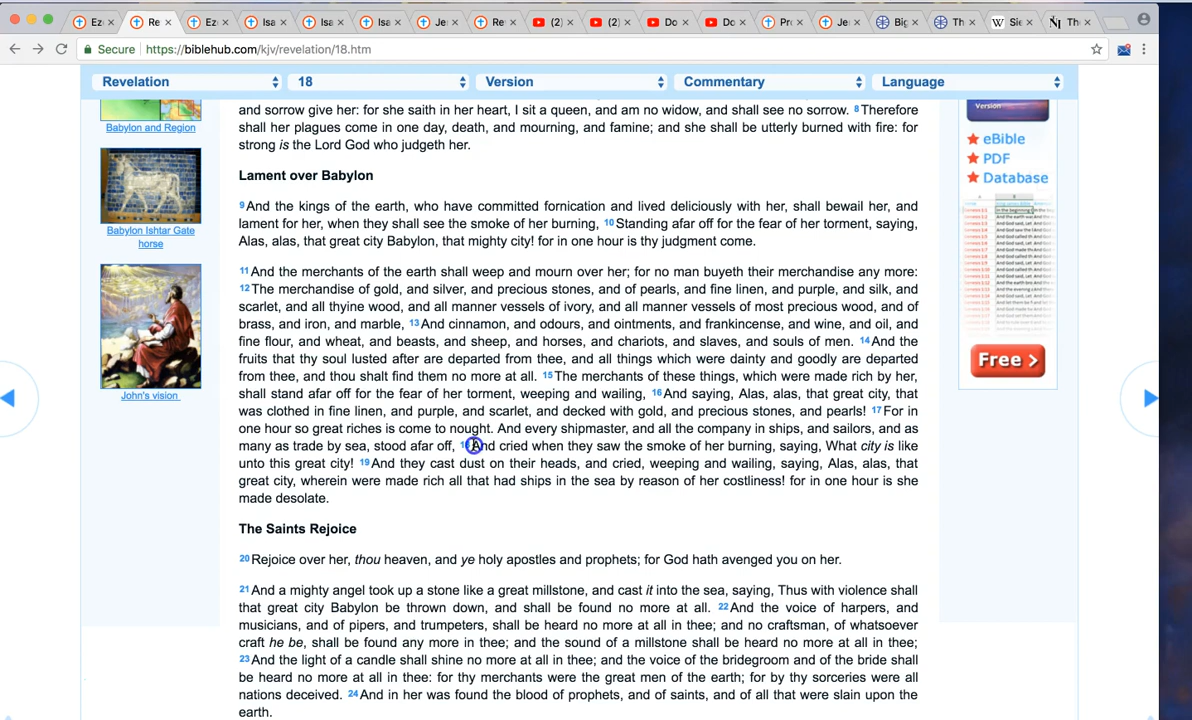 Eze
Re
Eze
Isa
Isa
Isa
Je
Re
(2)
(2)
Do
Do
Pro
Je
Big
Th
Sie
The
Secure https://biblehub.com/kjv/revelation/18.htm
Revelation 18 Version Commentary Language
Babylon and Region
Babylon Ishtar Gate
horse
John's vision
and sorrow give her: for she saith in her heart, I sit a queen, and am no widow, and shall see no sorrow. 8 Therefore
shall her plagues come in one day, death, and mourning, and famine; and she shall be utterly burned with fire: for
strong is the Lord God who judgeth her.
Lament over Babylon
9 And the kings of the earth, who have committed fornication and lived deliciously with her, shall bewail her, and
lament for her, when they shall see the smoke of her burning, 10 Standing afar off for the fear of her torment, saying,
Alas, alas, that great city Babylon, that mighty city! for in one hour is thy judgment come.
11 And the merchants of the earth shall weep and mourn over her; for no man buyeth their merchandise any more:
12 The merchandise of gold, and silver, and precious stones, and of pearls, and fine linen, and purple, and silk, and
scarlet, and all thyine wood, and all manner vessels of ivory, and all manner vessels of most precious wood, and of
brass, and iron, and marble, 13 And cinnamon, and odours, and ointments, and frankincense, and wine, and oil, and
fine flour, and wheat, and beasts, and sheep, and horses, and chariots, and slaves, and souls of men. 14 And the
fruits that thy soul lusted after are departed from thee, and all things which were dainty and goodly are departed
from thee, and thou shalt find them no more at all. 15 The merchants of these things, which were made rich by her,
shall stand afar off for the fear of her torment, weeping and wailing, 16 And saying, Alas, alas, that great city, that
was clothed in fine linen, and purple, and scarlet, and decked with gold, and precious stones, and pearls! 17 For in
one hour so great riches is come to nought. And every shipmaster, and all the company in ships, and sailors, and as
many as trade by sea, stood afar off, And cried when they saw the smoke of her burning, saying, What city is like
unto this great city! 19 And they cast dust on their heads, and cried, weeping and wailing, saying, Alas, alas, that
great city, wherein were made rich all that had ships in the sea by reason of her costliness! for in one hour is she
made desolate.
The Saints Rejoice
20 Rejoice over her, thou heaven, and ye holy apostles and prophets; for God hath avenged you on her.
21 And a mighty angel took up a stone like a great millstone, and cast it into the sea, saying, Thus with violence shall
that great city Babylon be thrown down, and shall be found no more at all. 22 And the voice of harpers, and
musicians, and of pipers, and trumpeters, shall be heard no more at all in thee; and no craftsman, of whatsoever
craft he be, shall be found any more in thee; and the sound of a millstone shall be heard no more at all in thee;
23 And the light of a candle shall shine no more at all in thee; and the voice of the bridegroom and of the bride shall
be heard no more at all in thee: for thy merchants were the great men of the earth; for by thy sorceries were all
nations deceived. 24 And in her was found the blood of prophets, and of saints, and of all that were slain upon the
earth.
Version
eBible
PDF
Database
Free >